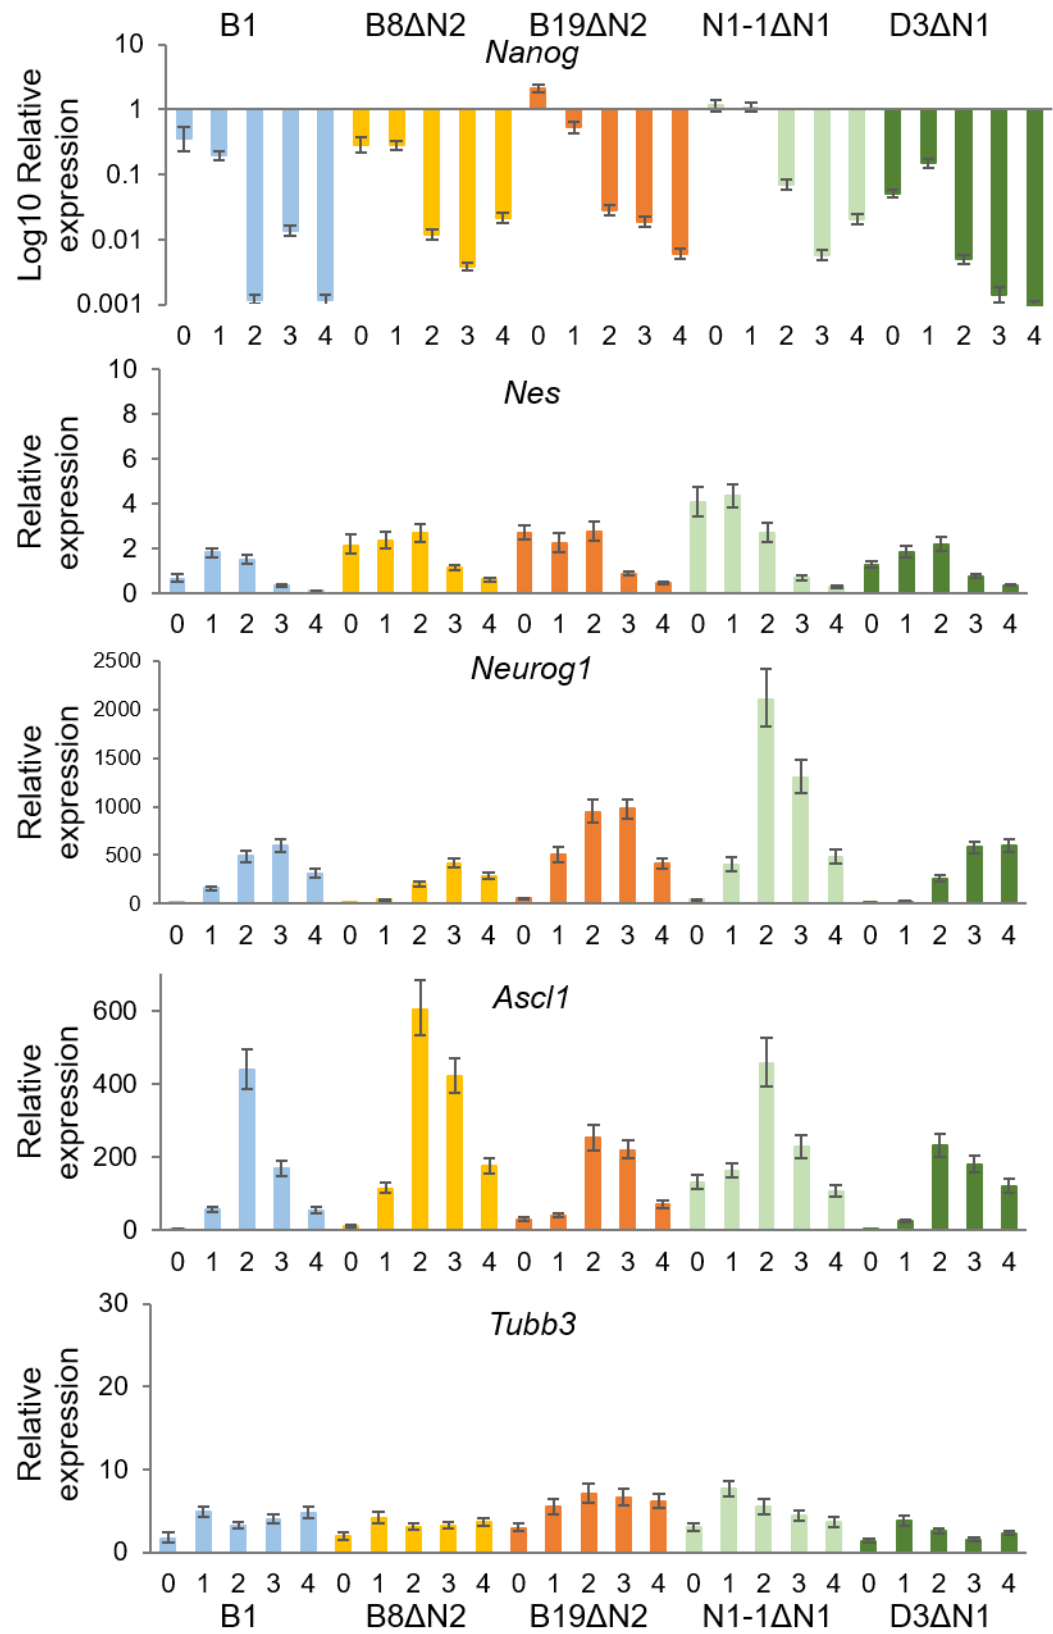 B1 B8ΔN2 B19ΔN2 N1-1ΔN1 D3ΔN1
Nanog
Log10 Relative
expression
10
1
0.1
0.01
0.001
0 1 2 3 4 0 1 2 3 4 0 1 2 3 4 0 1 2 3 4 0 1 2 3 4
Nes
Relative
expression
10
8
6
4
2
0
0 1 2 3 4 0 1 2 3 4 0 1 2 3 4 0 1 2 3 4 0 1 2 3 4
Neurog1
Relative
expression
2500
2000
1500
1000
500
0
0 1 2 3 4 0 1 2 3 4 0 1 2 3 4 0 1 2 3 4 0 1 2 3 4
Ascl1
Relative
expression
600
400
200
0
0 1 2 3 4 0 1 2 3 4 0 1 2 3 4 0 1 2 3 4 0 1 2 3 4
Tubb3
Relative
expression
30
20
10
0
0 1 2 3 4 0 1 2 3 4 0 1 2 3 4 0 1 2 3 4 0 1 2 3 4
B1 B8ΔN2 B19ΔN2 N1-1ΔN1 D3ΔN1